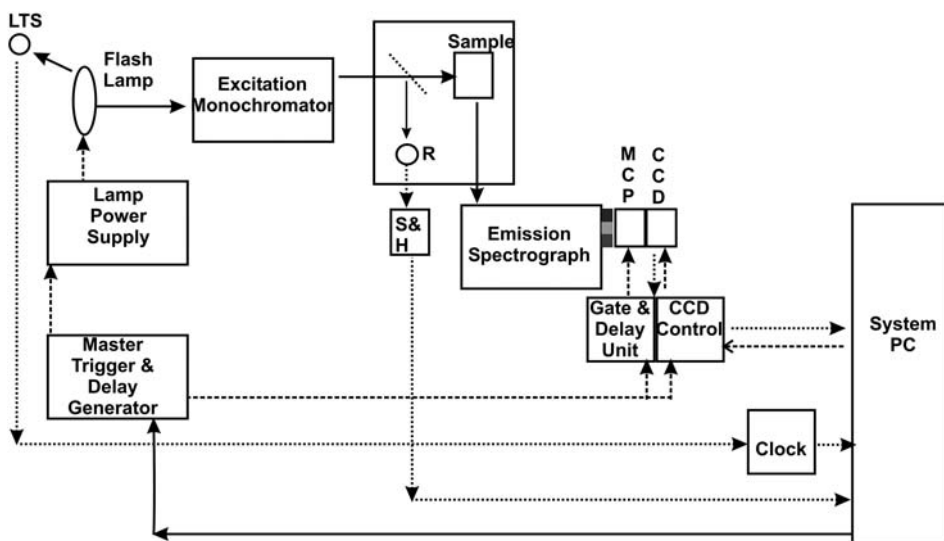 LTS
Flash
Lamp
Excitation
Monochromator
Sample
R
S&
H
M
C
P
C
C
D
Lamp
Power
Supply
Emission
Spectrograph
Gate &
Delay
Unit
CCD
Control
System
PC
Master
Trigger &
Delay
Generator
Clock